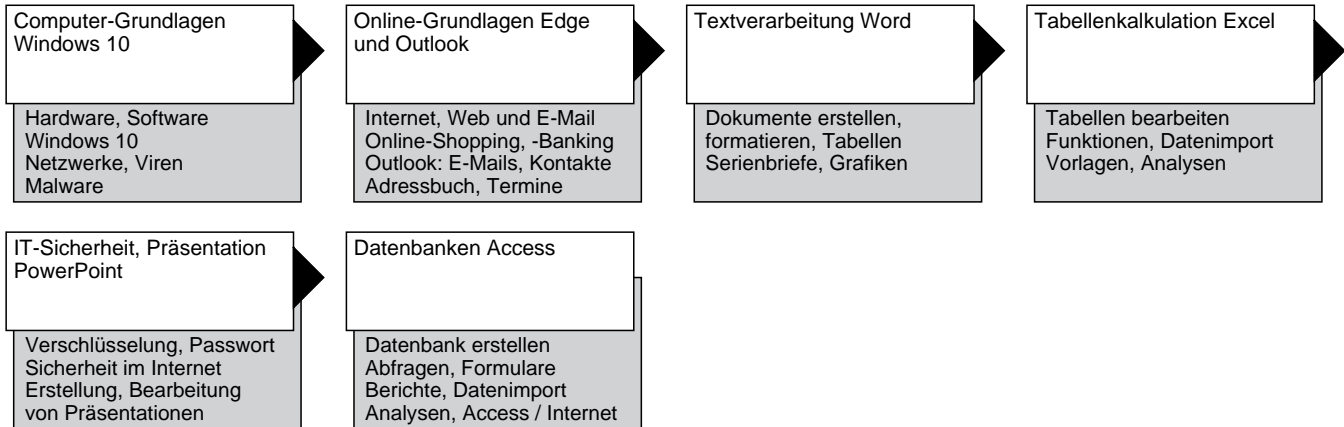 Computer-Grundlagen
Windows 10
Hardware, Software
Windows 10
Netzwerke, Viren
Malware
Online-Grundlagen Edge
und Outlook
Internet, Web und E-Mail
Online-Shopping, -Banking
Outlook: E-Mails, Kontakte
Adressbuch, Termine
Textverarbeitung Word
Dokumente erstellen,
formatieren, Tabellen
Serienbriefe, Grafiken
Tabellenkalkulation Excel
Tabellen bearbeiten
Funktionen, Datenimport
Vorlagen, Analysen
IT-Sicherheit, Präsentation
PowerPoint
Verschlüsselung, Passwort
Sicherheit im Internet
Erstellung, Bearbeitung
von Präsentationen
Datenbanken Access
Datenbank erstellen
Abfragen, Formulare
Berichte, Datenimport
Analysen, Access / Internet